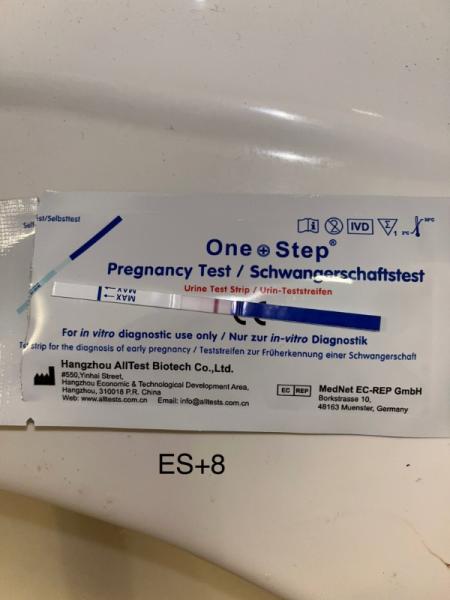 ist/Selbsttest
IVD
One Step®
Pregnancy Test / Schwangerschaftstest
Urine Test Strip / Urin-Teststreifen
MAX
MAX
For in vitro diagnostic use only / Nur zur in-vitro Diagnostik
strip for the diagnosis of early pregnancy / Teststreifen zur Früherkennung einer Schwangerschaft
Hangzhou AllTest Biotech Co.,Ltd.
#550,Yinhai Street,
Hangzhou Economic & Technological Development Area,
Hangzhou, 310018 P.R. China
Web: www.alltests.com.cn Email: info@alltests.com.cn
EC REP
MedNet EC-REP GmbH
Borkstrasse 10,
48163 Muenster, Germany
ES+8